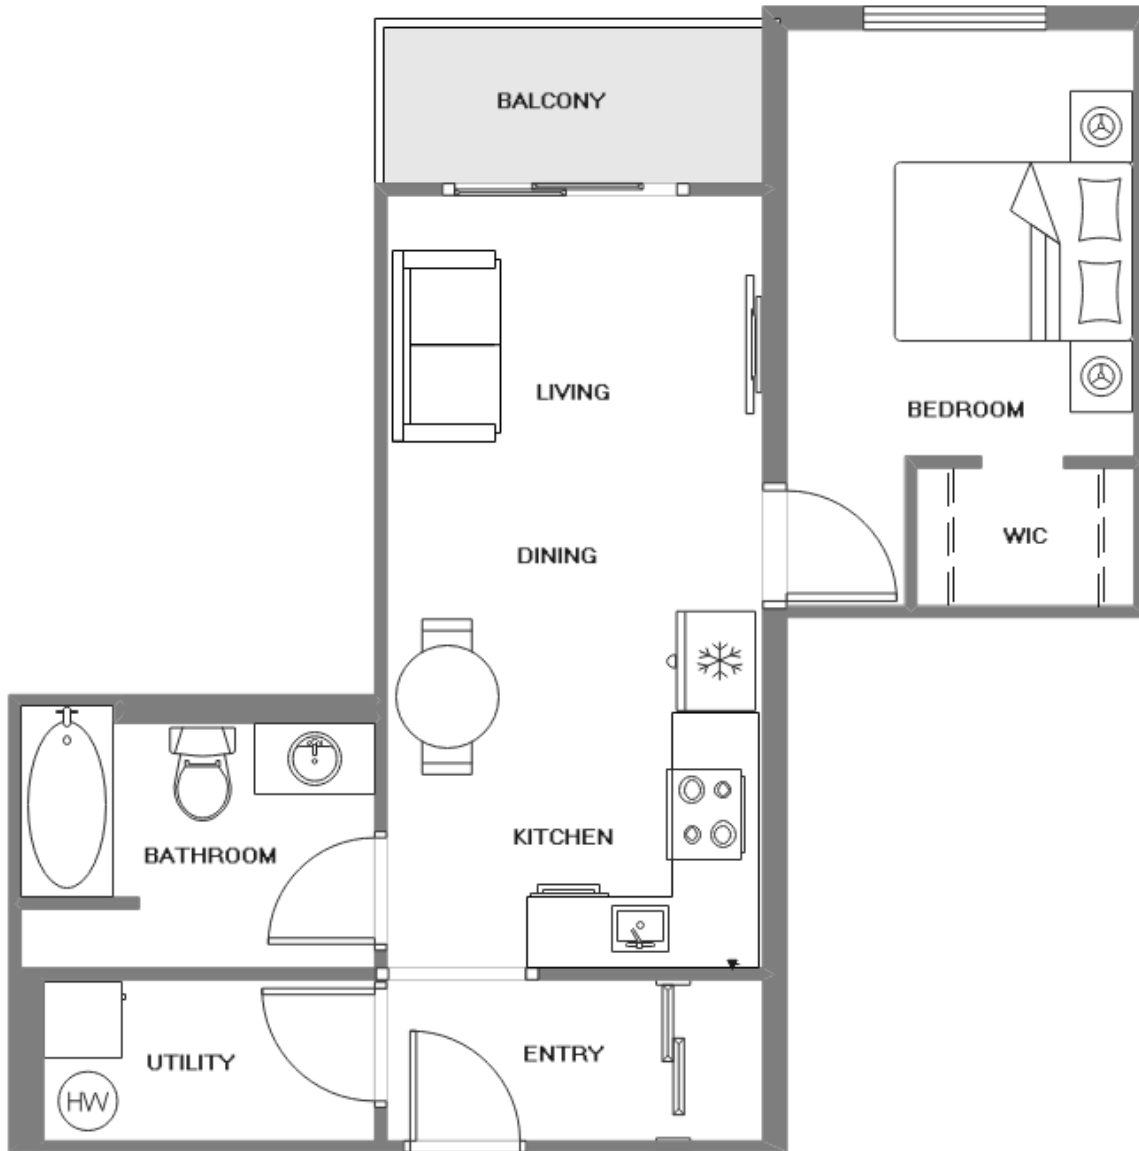 BALCONY
LIVING
BEDROOM
WIC
DINING
KITCHEN
BATHROOM
ENTRY
UTILITY
HW